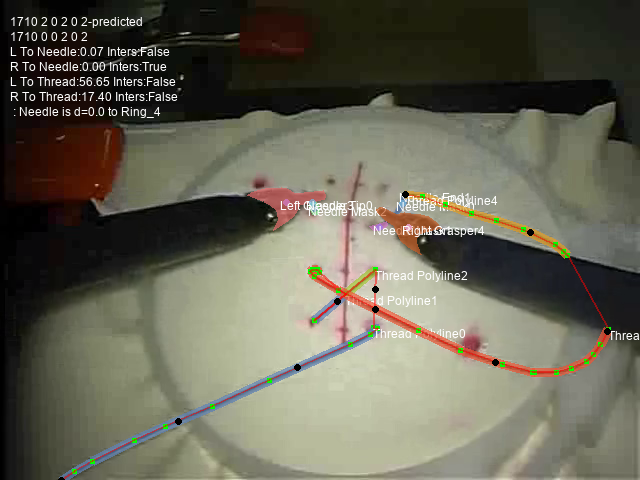 1710 2 0 2 0 2-predicted
1710 0 0 2 0 2
L To Needle:0.07 Inters:False
R To Needle:0.00 Inters:True
L To Thread:56.65 Inters:False
R To Thread:17.40 Inters:False
: Needle is d=0.0 to Ring_4
Thread Polyline4
Left Grasper
Needle Mask2
Right Grasper4
Thread Polyline2
Thread Polyline1
Thread Polyline0
Threa